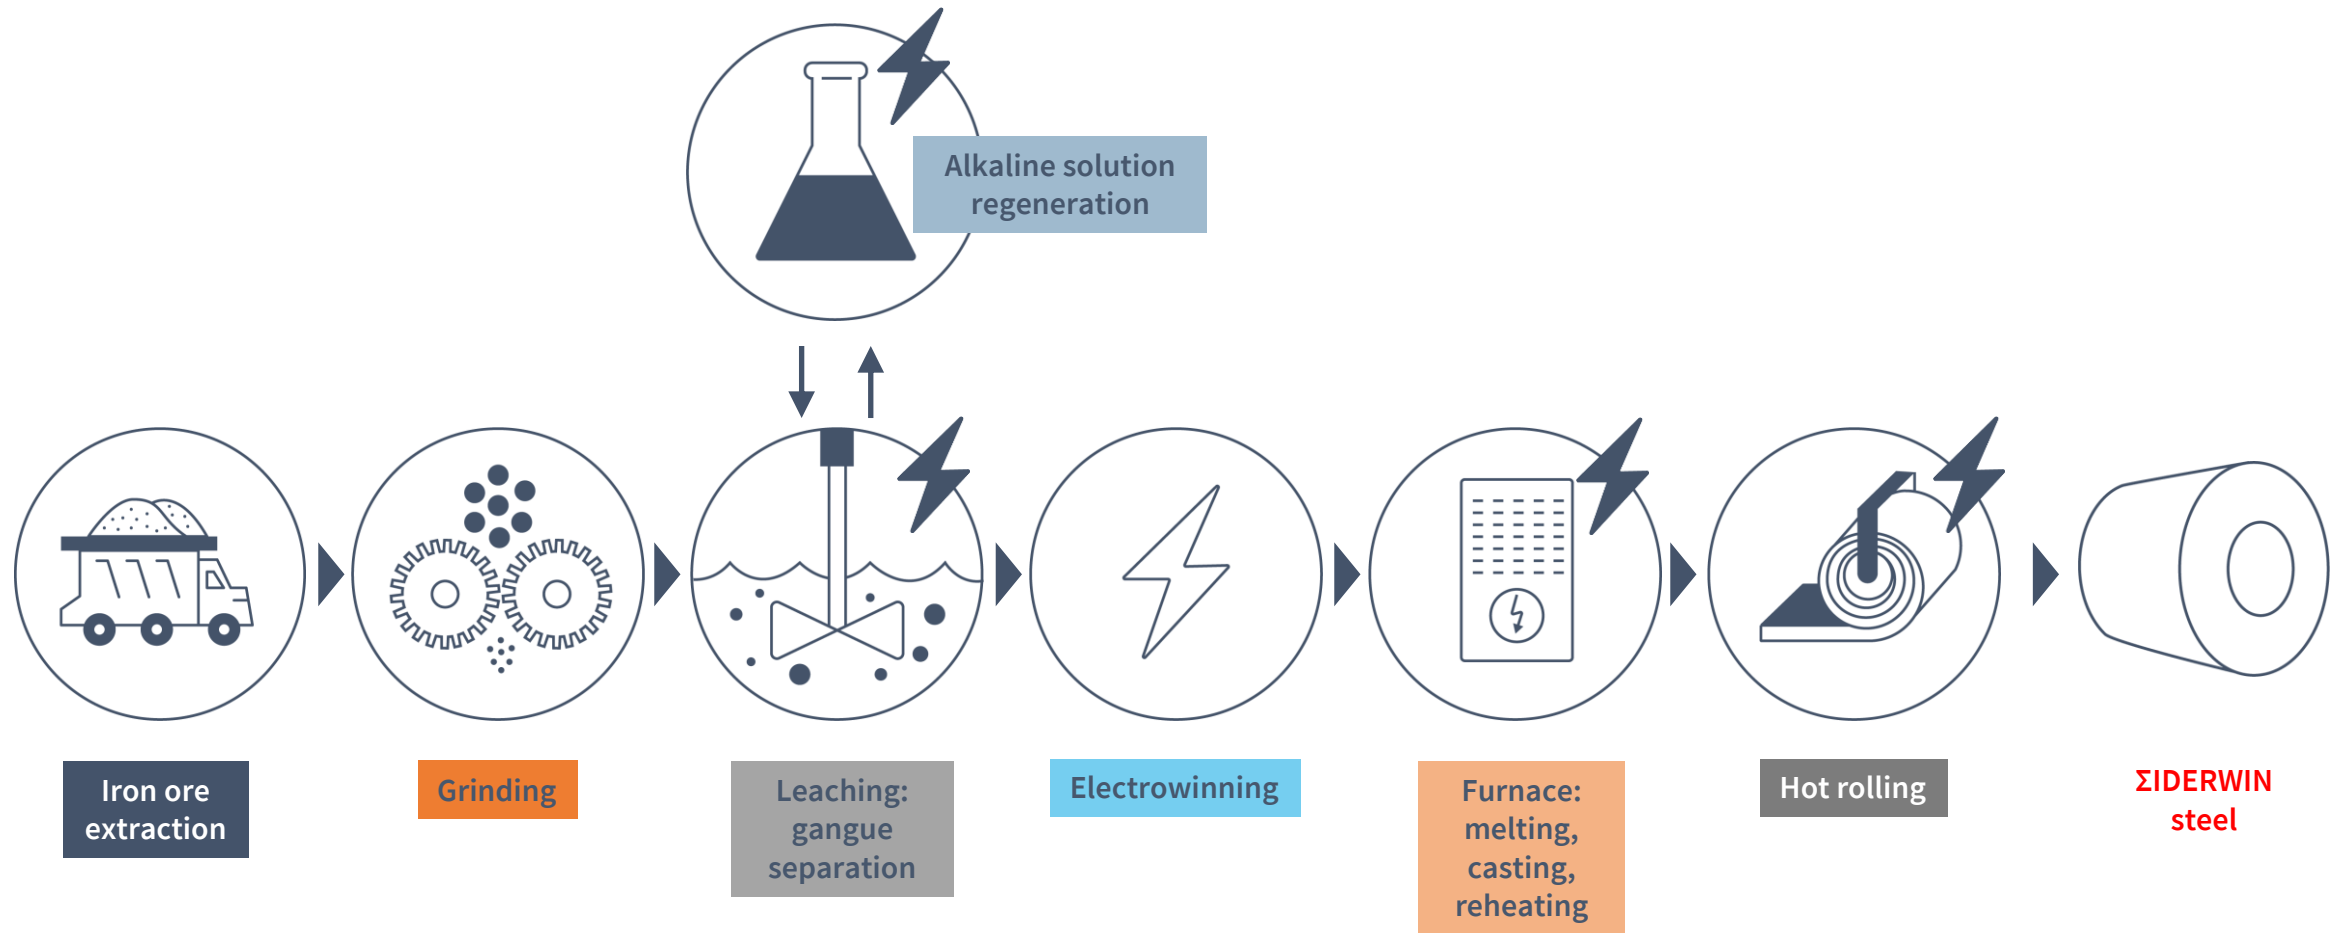 Alkaline solution
regeneration
Iron ore
extraction
Grinding
Leaching:
gangue
separation
Electrowinning
Furnace:
melting,
casting,
reheating
Hot rolling
ΣIDERWIN
steel